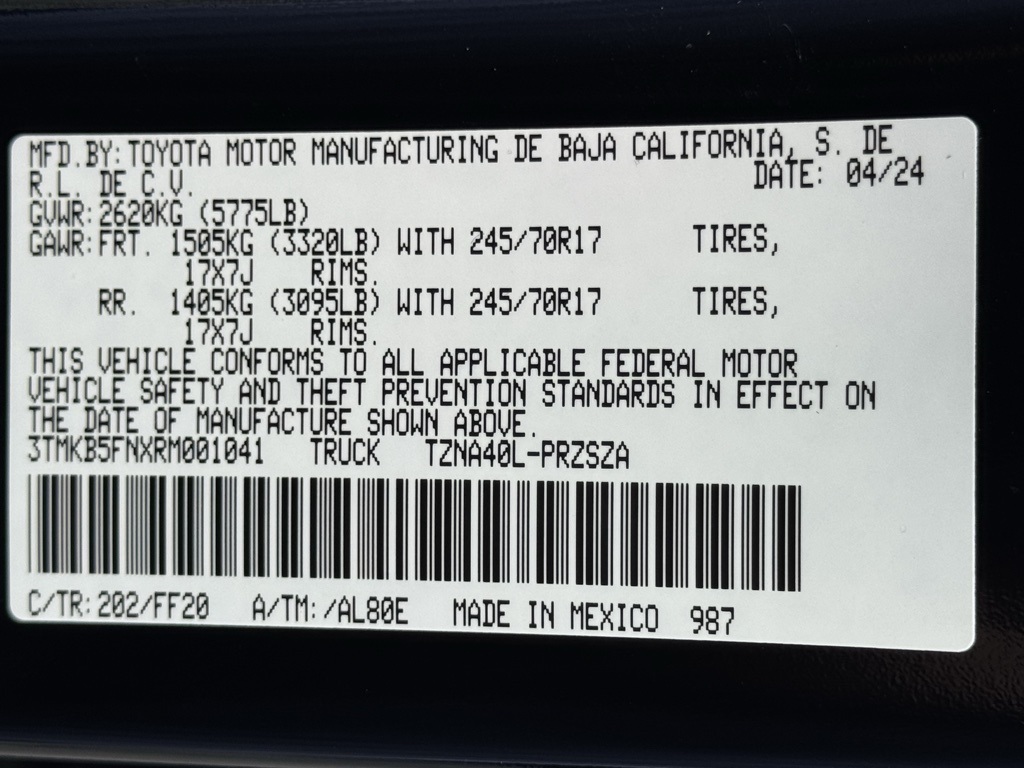 MFD.BY:TOYOTA MOTOR MANUFACTURING DE BAJA CALIFORNIA, S. DE
R.L. DE C.V. DATE: 04/24
GVWR:2620KG (5775LB)
GAWR:FRT. 1505KG (3320LB) WITH 245/70R17 TIRES,
17X7J RIMS.
RR. 1405KG (3095LB) WITH 245/70R17 TIRES,
17X7J RIMS.
THIS VEHICLE CONFORMS TO ALL APPLICABLE FEDERAL MOTOR
VEHICLE SAFETY AND THEFT PREVENTION STANDARDS IN EFFECT ON
THE DATE OF MANUFACTURE SHOWN ABOVE.
3TMKB5FNXRM001041 TRUCK TZNA40L-PRZSZA
C/TR:202/FF20 A/TM:/AL80E MADE IN MEXICO 987